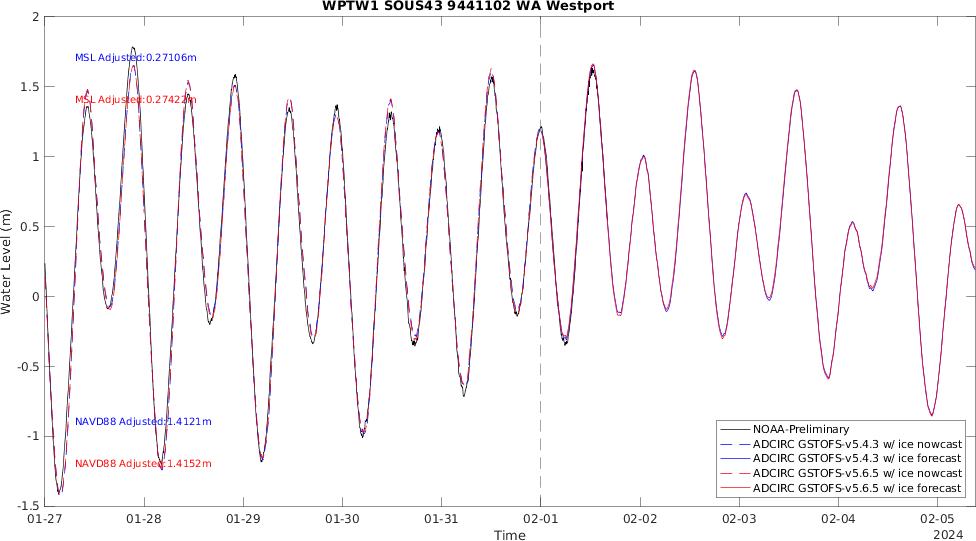 WPTW1 SOUS43 9441102 WA Westport
2
1.5
1
0.5
0
-0.5
-1
-1.5
Water Level (m)
MSL Adjusted:0.27106m
MSL Adjusted:0.27422m
NAVD88 Adjusted:1.4121m
NAVD88 Adjusted:1.4152m
NOAA-Preliminary
ADCIRC GSTOFS-v5.4.3 w/ ice nowcast
ADCIRC GSTOFS-v5.4.3 w/ ice forecast
ADCIRC GSTOFS-v5.6.5 w/ ice nowcast
ADCIRC GSTOFS-v5.6.5 w/ ice forecast
01-27 01-28 01-29 01-30 01-31 02-01 02-02 02-03 02-04 02-05
Time
2024